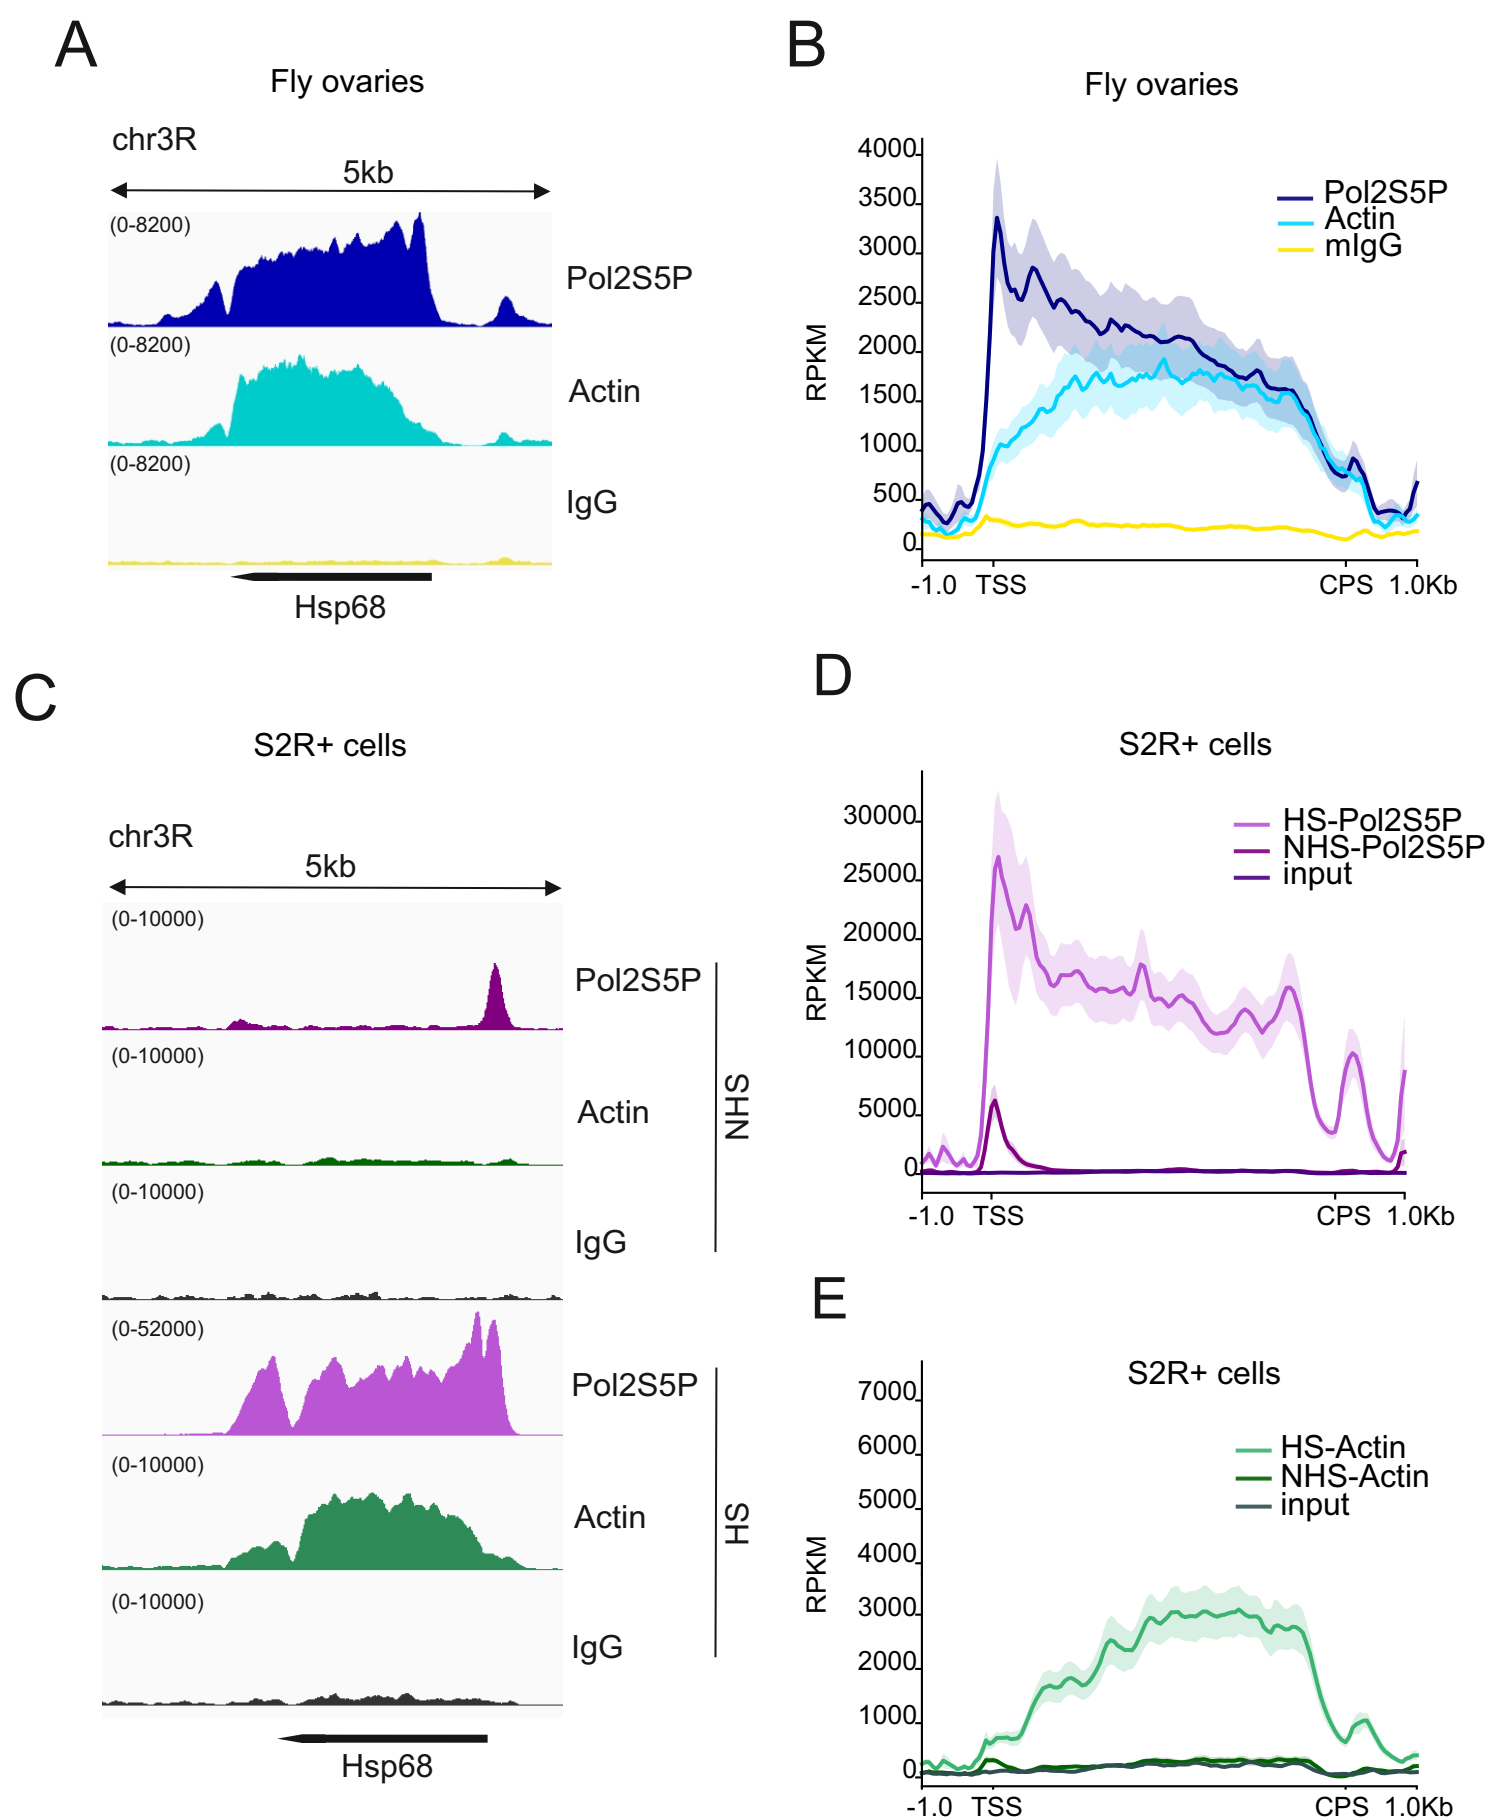 A
Fly ovaries
chr3R
5kb
(0-8200)
Pol2S5P
(0-8200)
Actin
(0-8200)
IgG
Hsp68
B
Fly ovaries
4000
3500
3000
2500
2000
1500
1000
500
0
RPKM
Pol2S5P
Actin
mIgG
-1.0 TSS CPS 1.0Kb
C
S2R+ cells
chr3R
5kb
(0-10000)
Pol2S5P
(0-10000)
Actin
(0-10000)
IgG
NHS
(0-52000)
Pol2S5P
(0-10000)
Actin
(0-10000)
IgG
HS
Hsp68
D
S2R+ cells
30000
25000
20000
15000
10000
5000
0
RPKM
HS-Pol2S5P
NHS-Pol2S5P
input
-1.0 TSS CPS 1.0Kb
E
S2R+ cells
7000
6000
5000
4000
3000
2000
1000
0
RPKM
HS-Actin
NHS-Actin
input
-1.0 TSS CPS 1.0Kb